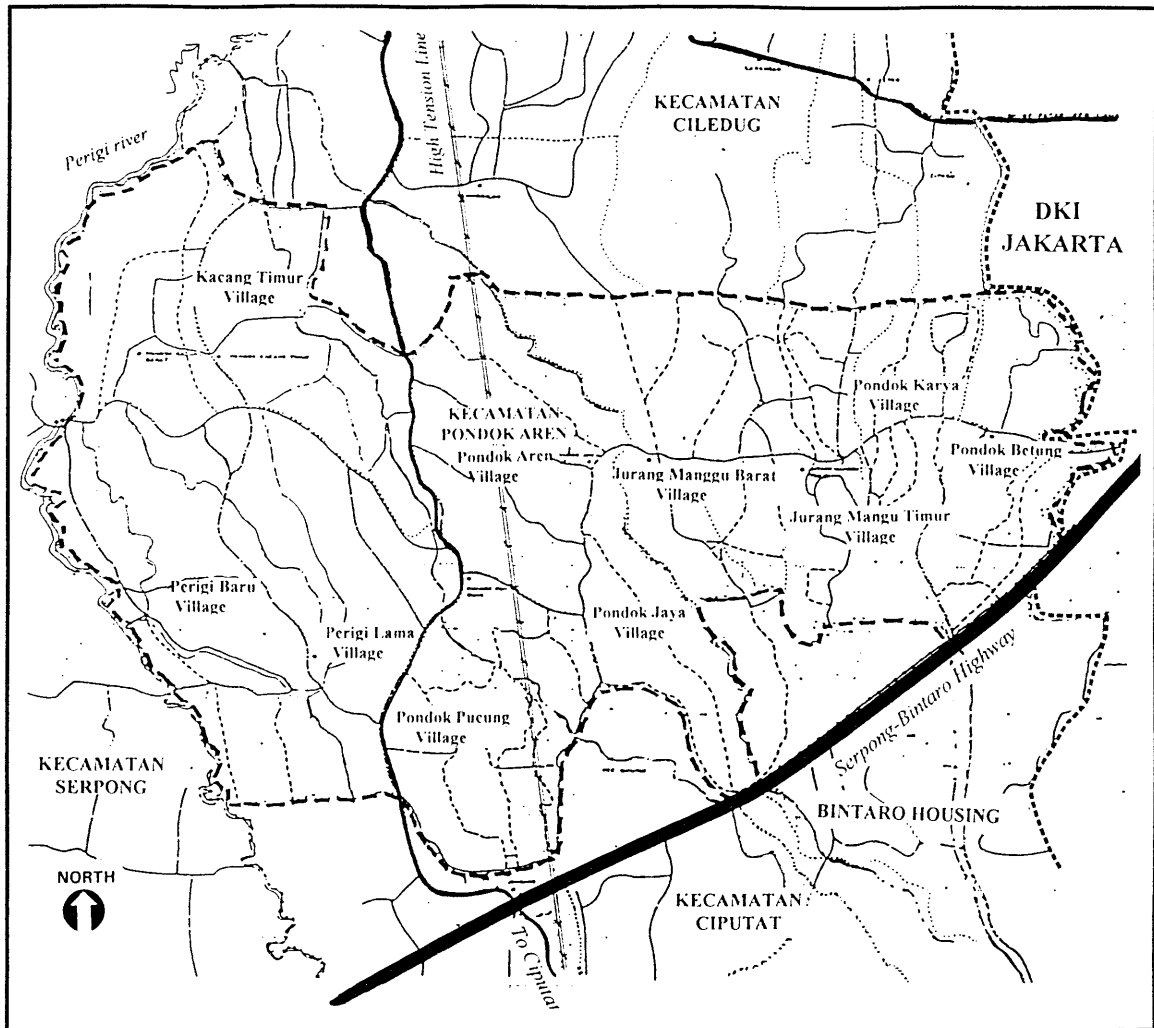 High Tension Line
KECAMATAN
CILEDUG
Perigi river
DKI
JAKARTA
Kacang Timur
Village
Pondok Karya
Village
KECAMATAN
PONDOK AREN
Pondok Aren
Village
Pondok Betung
Village
Jurang Manggu Barat
Village
Jurang Mangu Timur
Village
Perigi Baru
Village
Perigi Lama
Village
Pondok Jaya
Village
Pondok Pucung
Village
Serpong-Bintaro Highway
KECAMATAN
SERPONG
BINTARO HOUSING
NORTH
KECAMATAN
CIPUTAT
To Ciputat